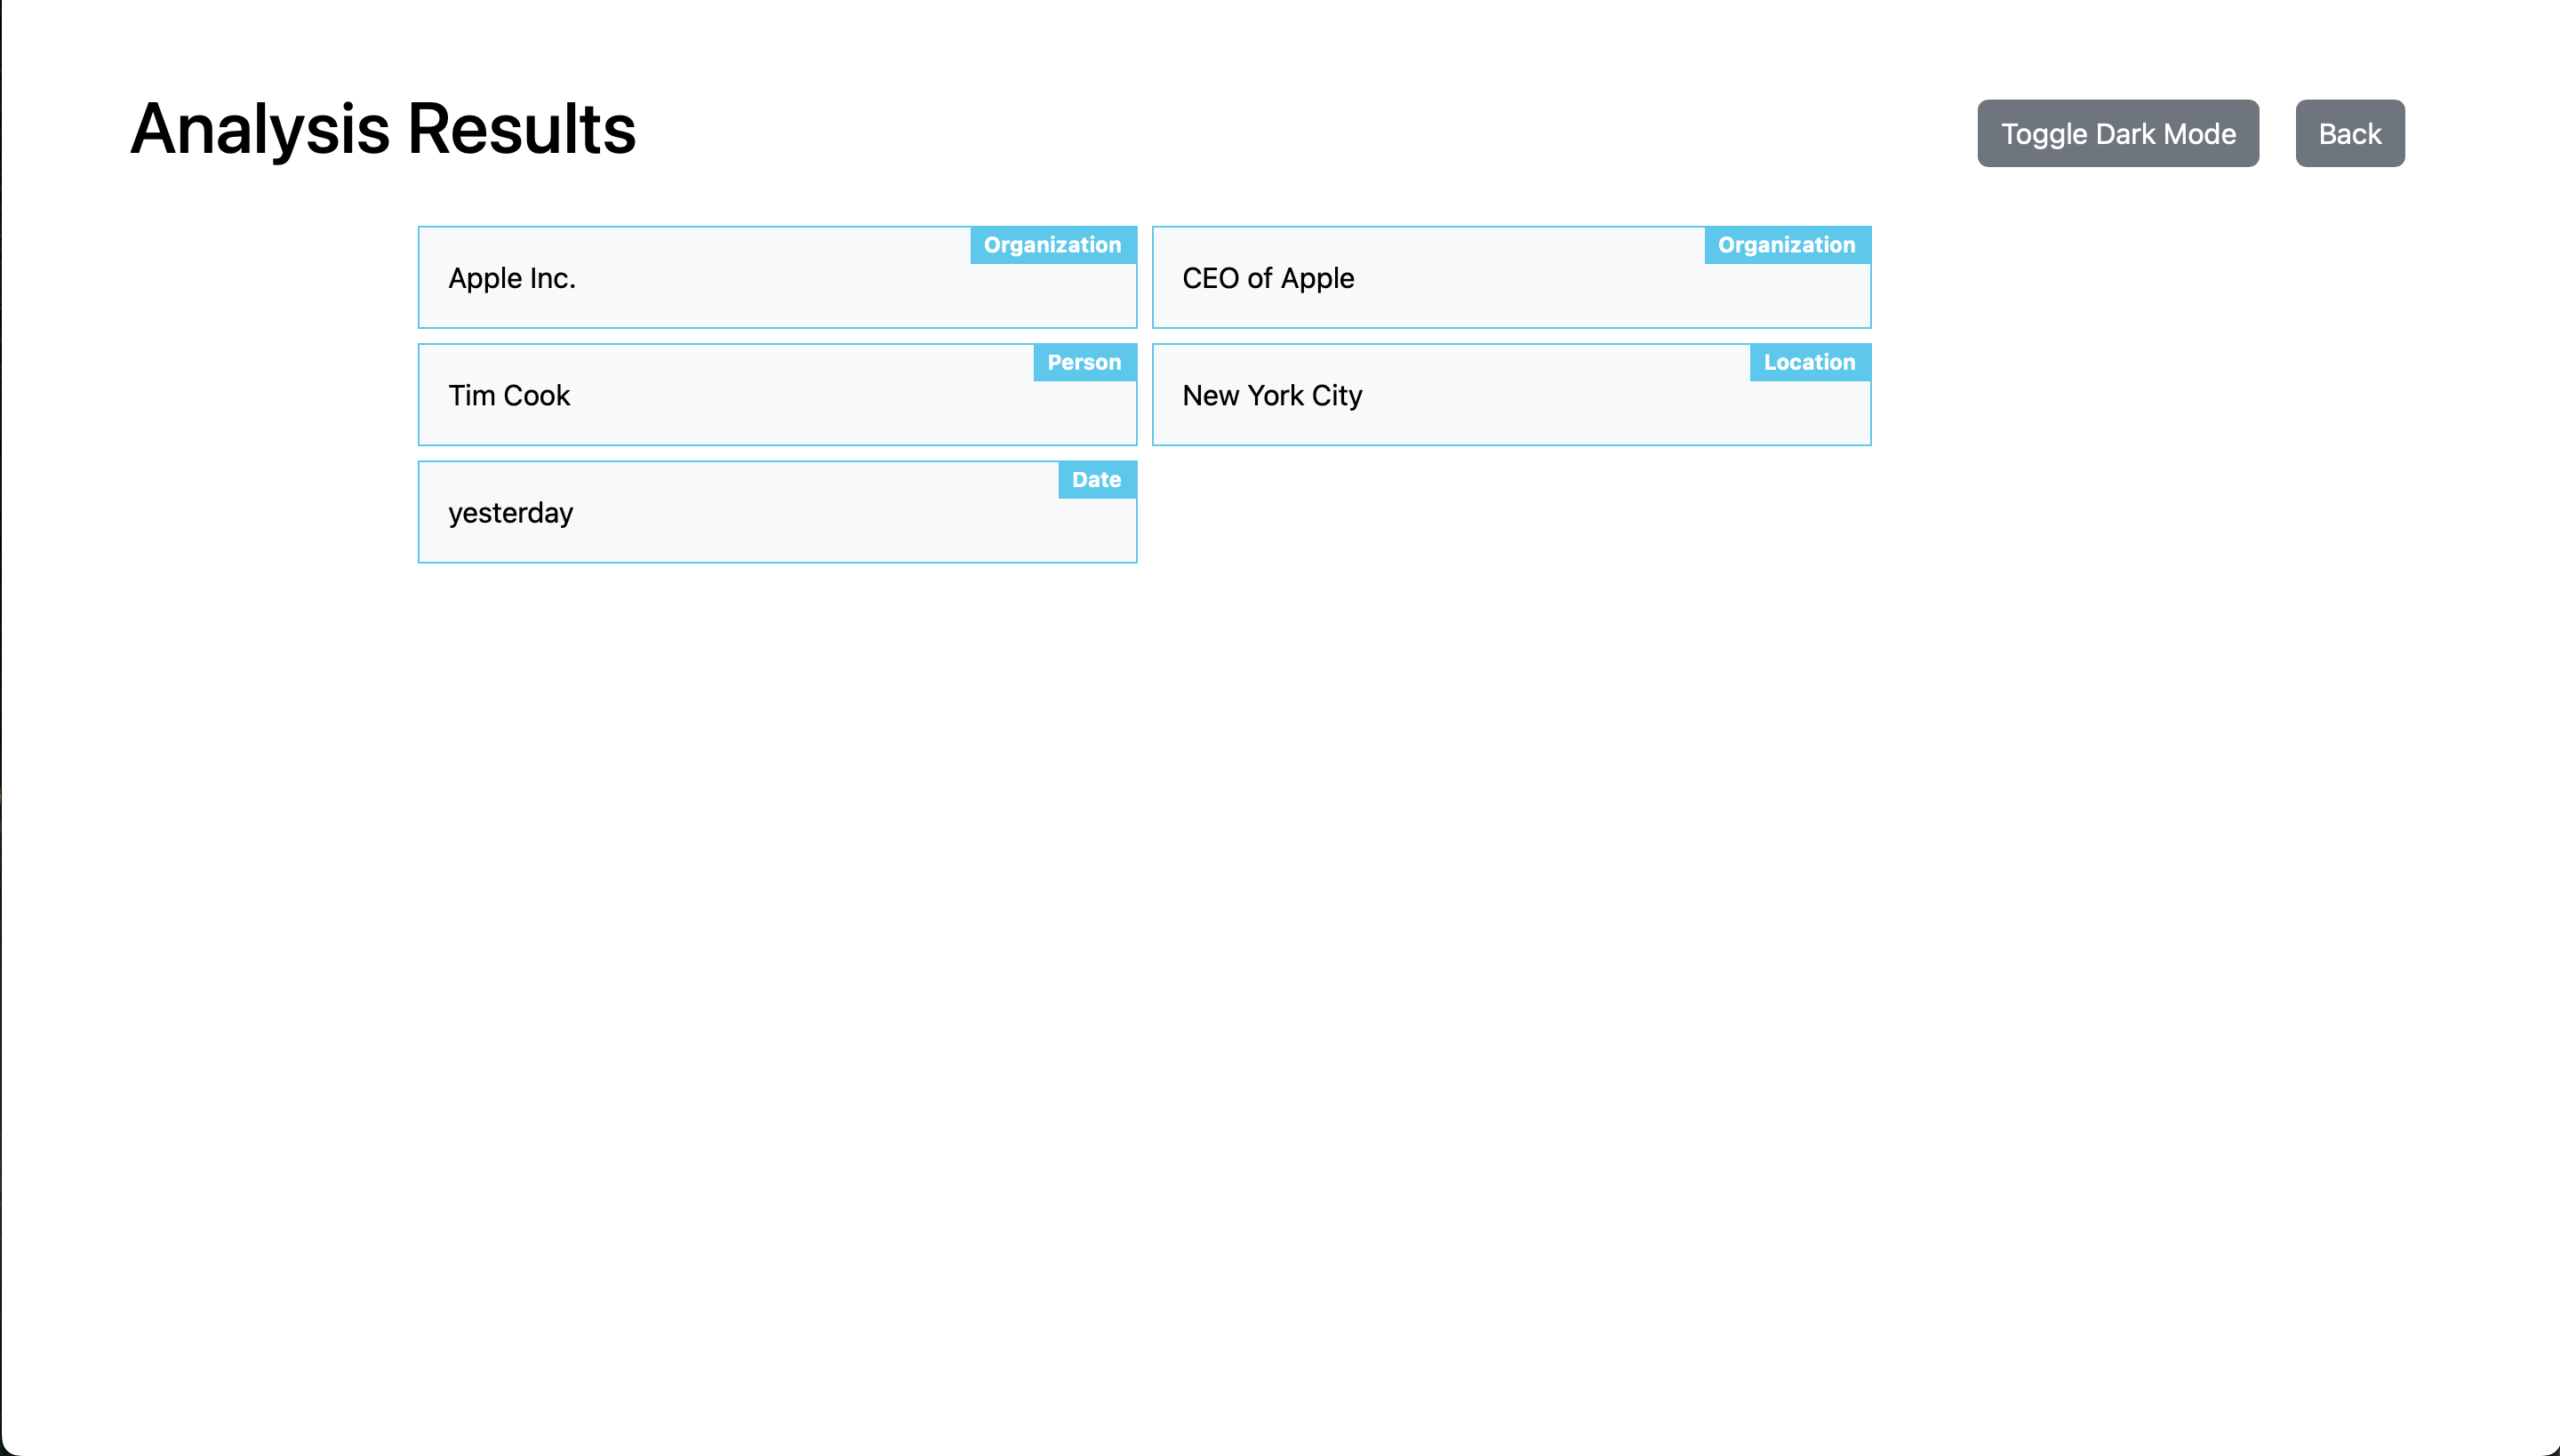 Analysis Results
Toggle Dark Mode
Back
Organization
Apple Inc.
Organization
CEO of Apple
Person
Tim Cook
Location
New York City
Date
yesterday